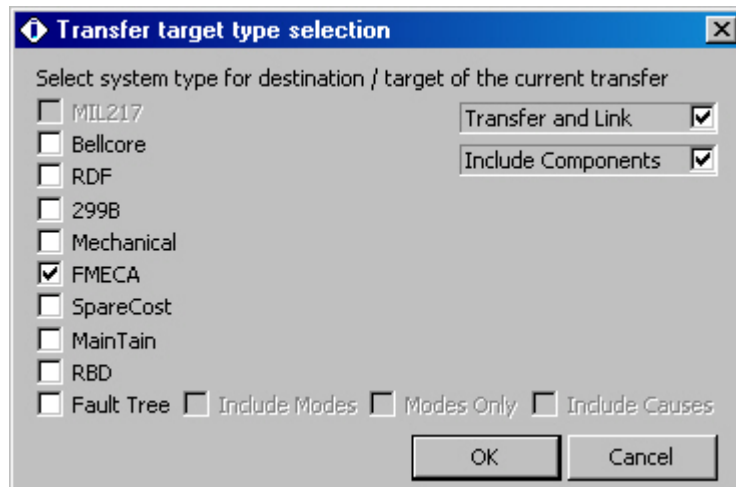 Transfer target type selection
Select system type for destination / target of the current transfer
MIL217
Transfer and Link
Bellcore
Include Components
RDF
299B
Mechanical
FMECA
SpareCost
MainTain
RBD
Fault Tree Include Modes Modes Only Include Causes
OK Cancel